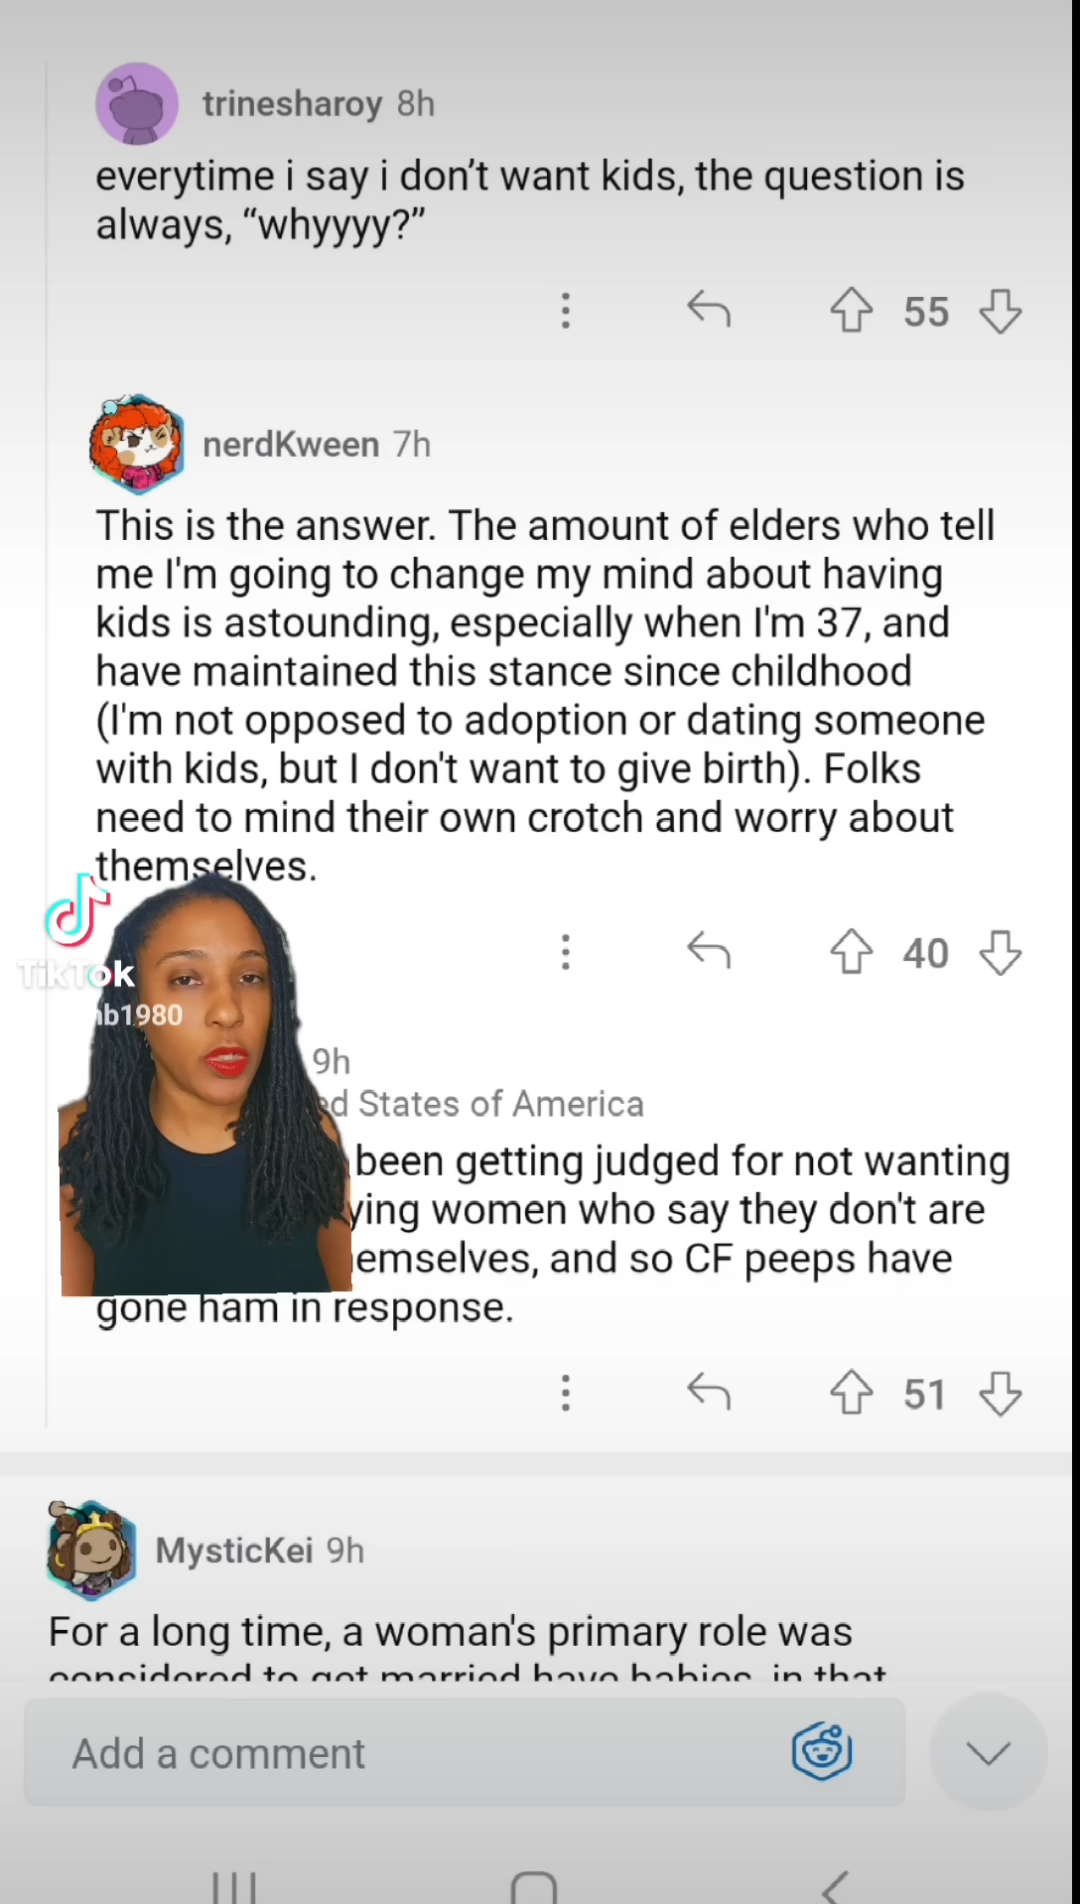 trinesharoy 8h
everytime i say i don't want kids, the question is
always, “whyyyy?”
55
nerdKween 7h
This is the answer. The amount of elders who tell
me I'm going to change my mind about having
kids is astounding, especially when I'm 37, and
have maintained this stance since childhood
(I'm not opposed to adoption or dating someone
with kids, but I don't want to give birth). Folks
need to mind their own crotch and worry about
themselves.
40
TikTok
b1980
9h
States of America
been getting judged for not wanting
women who say they don't are
and so CF peeps have
gone ham in response.
51
MysticKei 9h
For a long time, a woman's primary role was
considered to get married have babies, in that
Add a comment